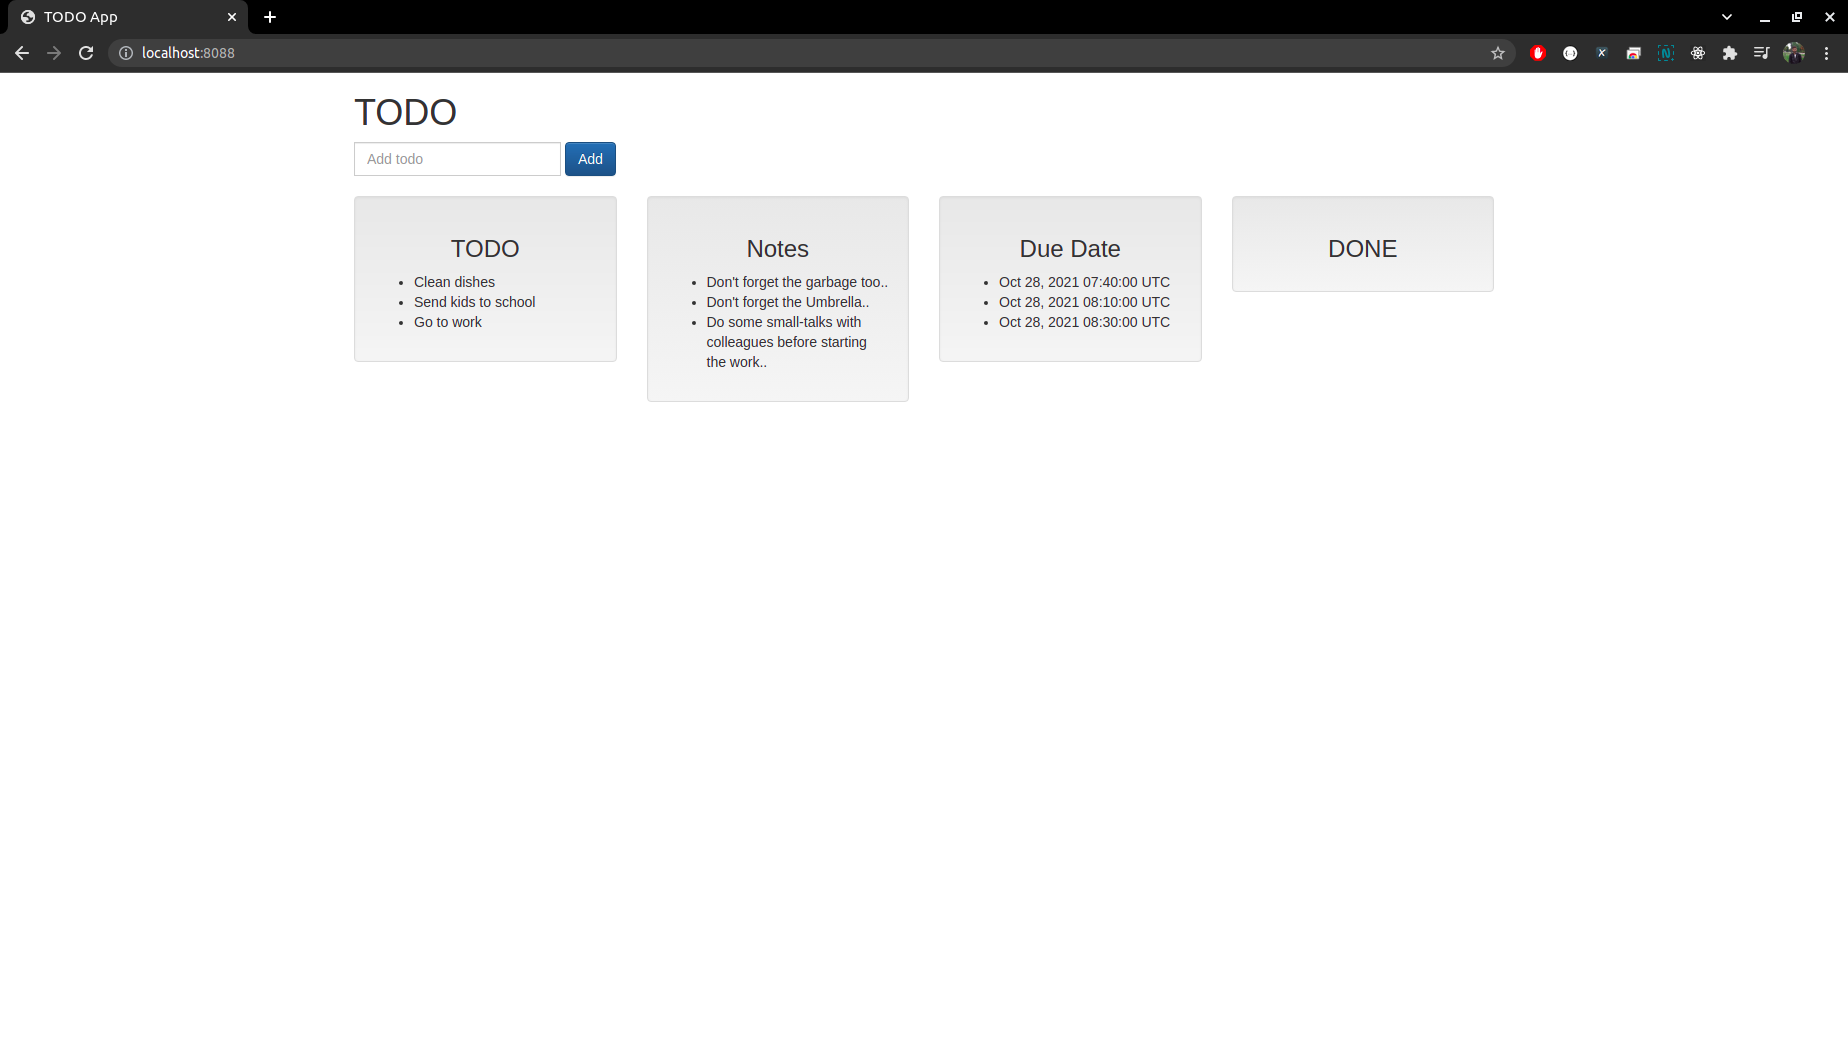 TODO App
localhost:8088
TODO
Add todo
Add
TODO
Clean dishes
Send kids to school
Go to work
Notes
Don't forget the garbage too..
Don't forget the Umbrella..
Do some small-talks with
colleagues before starting
the work..
Due Date
Oct 28, 2021 07:40:00 UTC
Oct 28, 2021 08:10:00 UTC
Oct 28, 2021 08:30:00 UTC
DONE